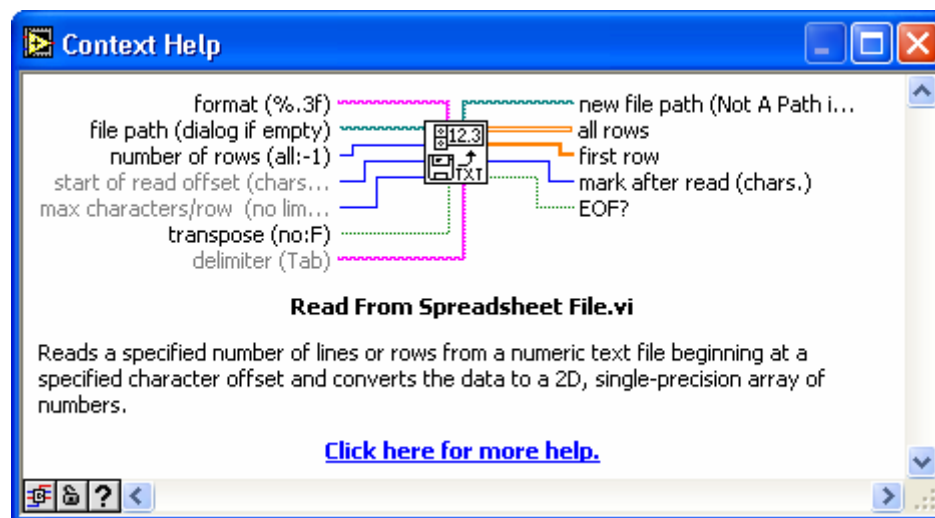 Context Help
format (%.3f)
file path (dialog if empty)
number of rows (all:-1)
start of read offset (chars...
max characters/row (no lim...
transpose (no:F)
delimiter (Tab)
12.3
TXT
new file path (Not A Path i...
all rows
first row
mark after read (chars.)
EOF?
Read From Spreadsheet File.vi
Reads a specified number of lines or rows from a numeric text file beginning at a
specified character offset and converts the data to a 2D, single-precision array of
numbers.
Click here for more help.
?